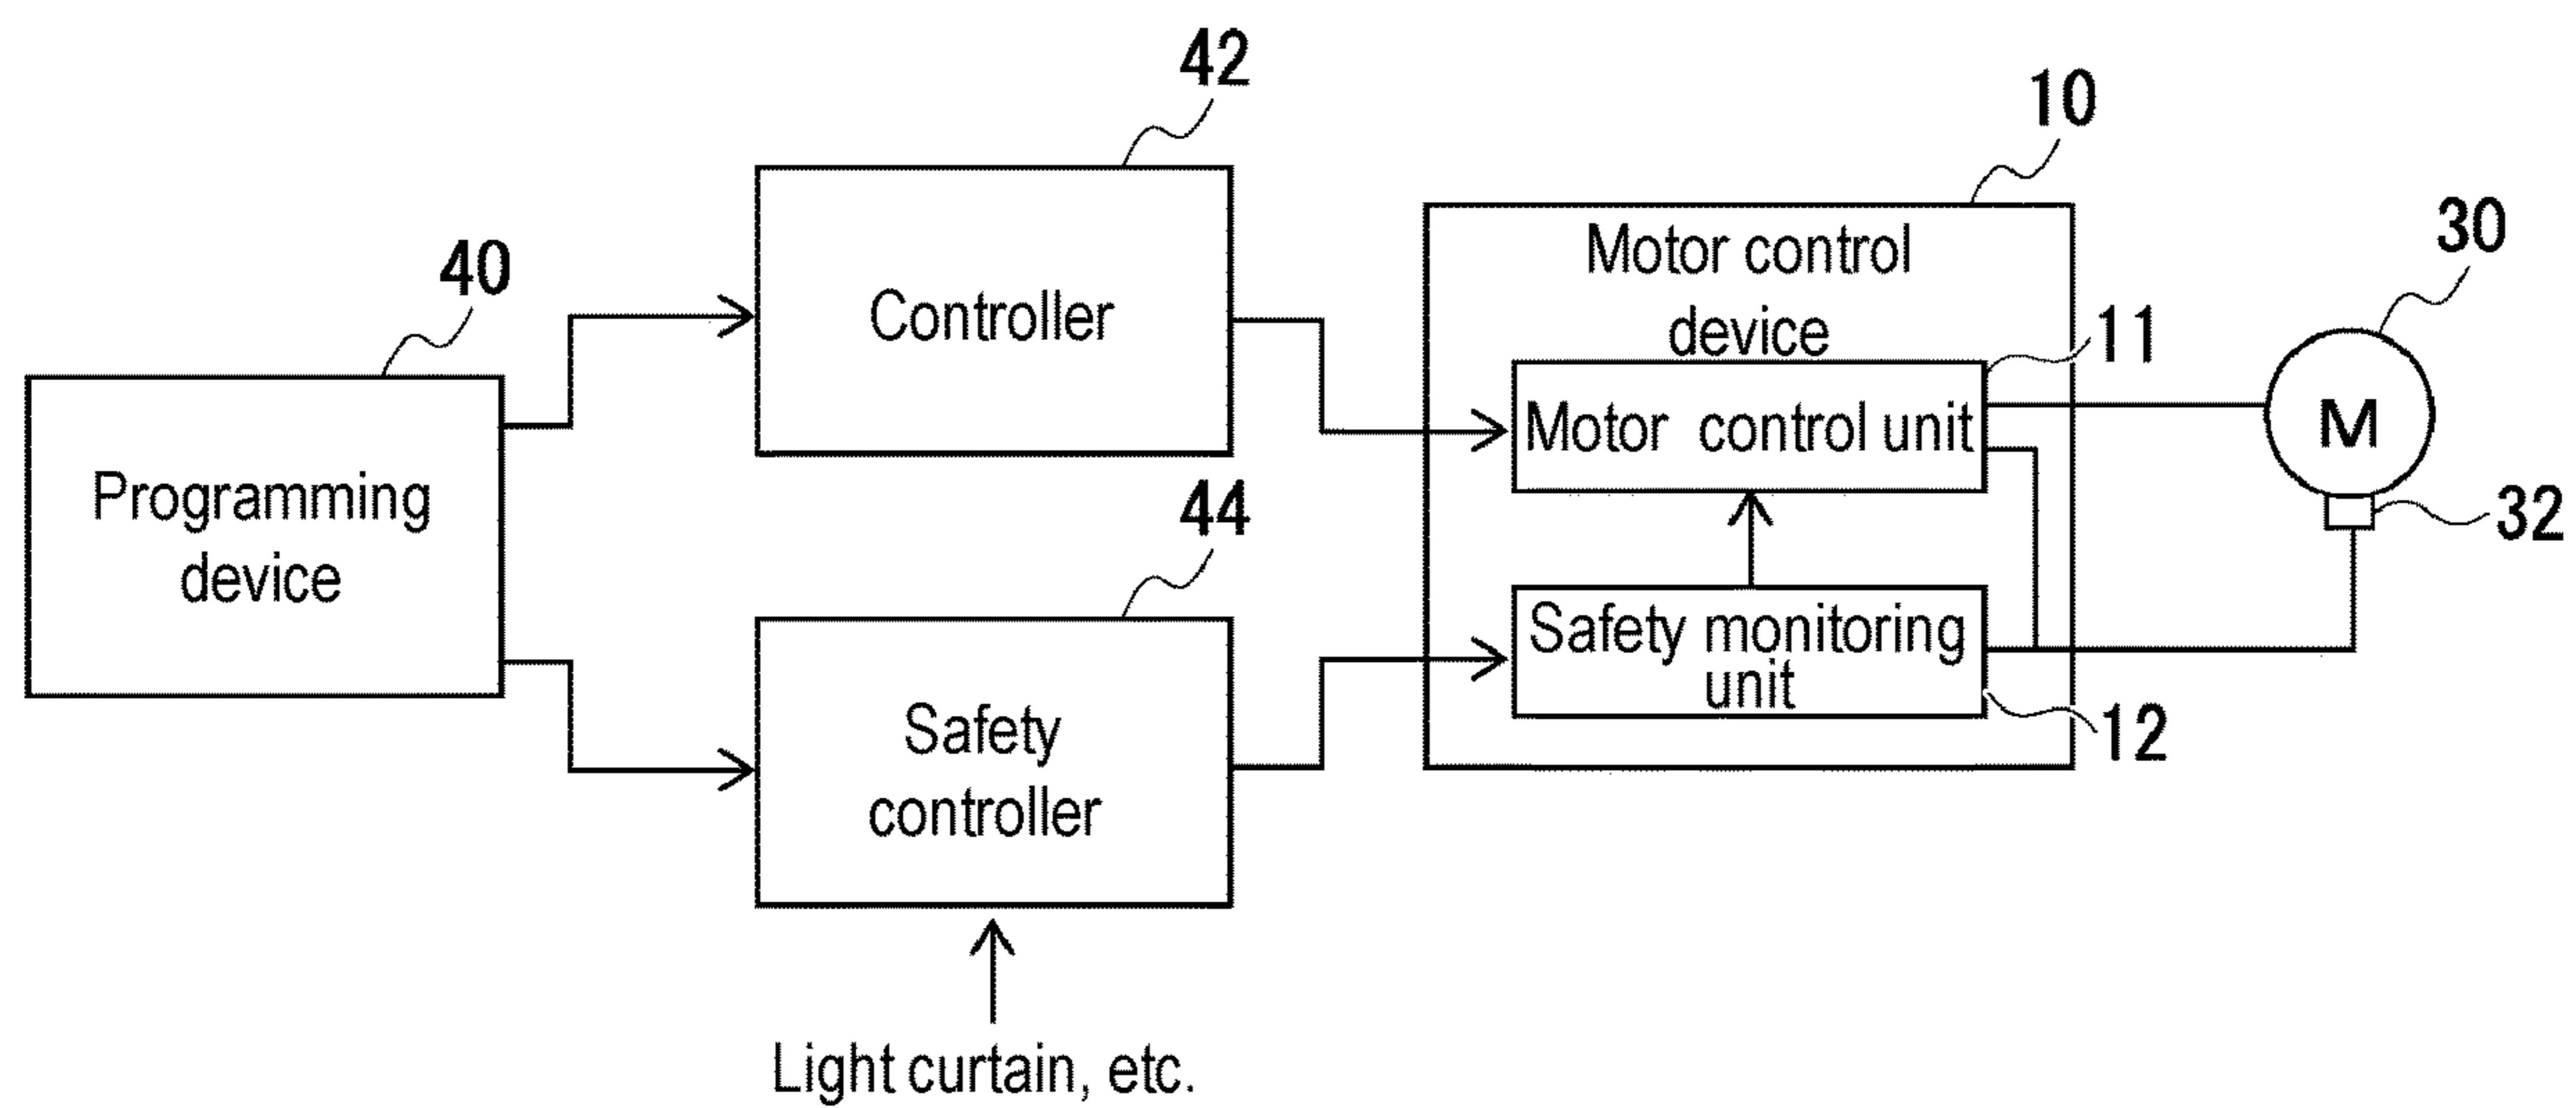 42
10
30
40
Motor control
device
11
Controller
Motor control unit
M
Programming
device
44
32
Safety monitoring
unit
12
Safety
controller
Light curtain, etc.